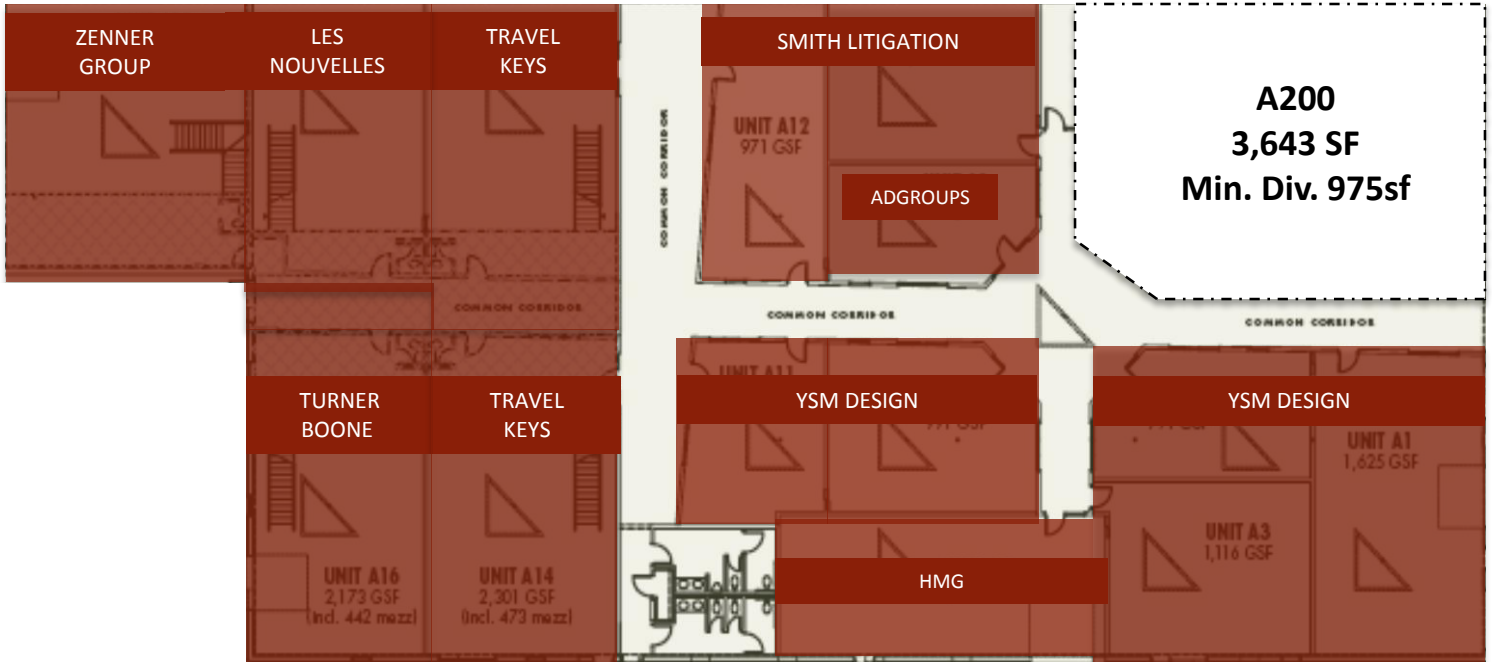 ZENNER
GROUP
LES
NOUVELLES
TRAVEL
KEYS
SMITH LITIGATION
UNIT A12
971 GSF
ADGROUPS
A200
3,643 SF
Min. Div. 975sf
COMMON CORRIDOR
COMMON CORRIDOR
COMMON CORRIDOR
COMMON CORRIDOR
TURNER
BOONE
TRAVEL
KEYS
UNIT A11
YSM DESIGN
YSM DESIGN
UNIT A1
1,625 GSF
UNIT A3
1,116 GSF
UNIT A16
2,173 GSF
(Incl. 442 mezz)
UNIT A14
2,301 GSF
(Incl. 473 mezz)
HMG